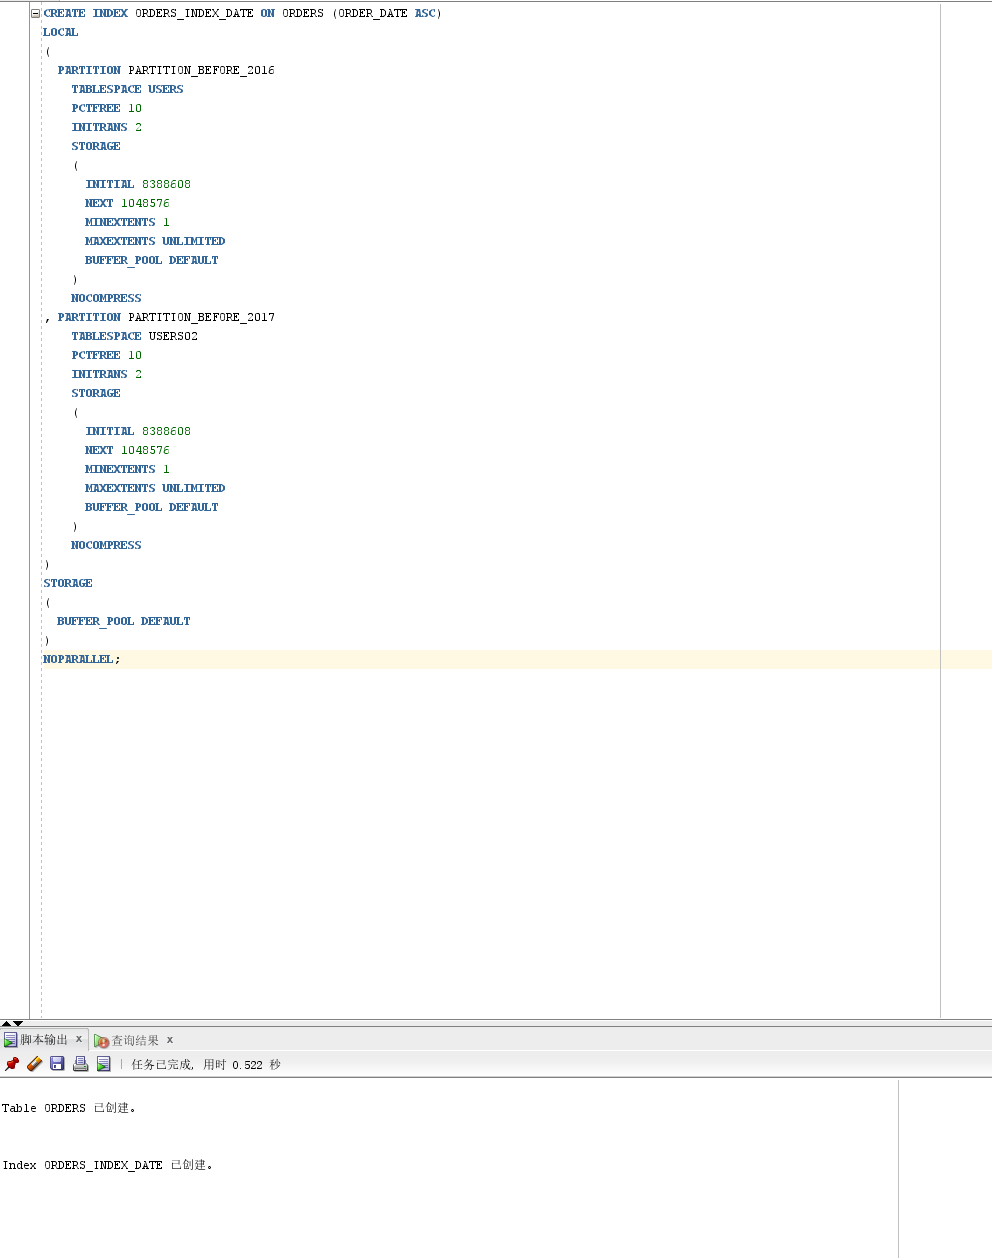 CREATE INDEX ORDERS_INDEX_DATE ON ORDERS (ORDER_DATE ASC)
LOCAL
(
  PARTITION PARTITION_BEFORE_2016
    TABLESPACE USERS
    PCTFREE 10
    INITRANS 2
    STORAGE
    (
      INITIAL 8388608
      NEXT 1048576
      MINEXTENTS 1
      MAXEXTENTS UNLIMITED
      BUFFER_POOL DEFAULT
    )
    NOCOMPRESS
, PARTITION PARTITION_BEFORE_2017
    TABLESPACE USERS02
    PCTFREE 10
    INITRANS 2
    STORAGE
    (
      INITIAL 8388608
      NEXT 1048576
      MINEXTENTS 1
      MAXEXTENTS UNLIMITED
      BUFFER_POOL DEFAULT
    )
    NOCOMPRESS
)
STORAGE
(
  BUFFER_POOL DEFAULT
)
NOPARALLEL;
脚本输出 x 查询结果 x
任务已完成, 用时 0.522 秒
Table ORDERS 已创建。
Index ORDERS_INDEX_DATE 已创建。